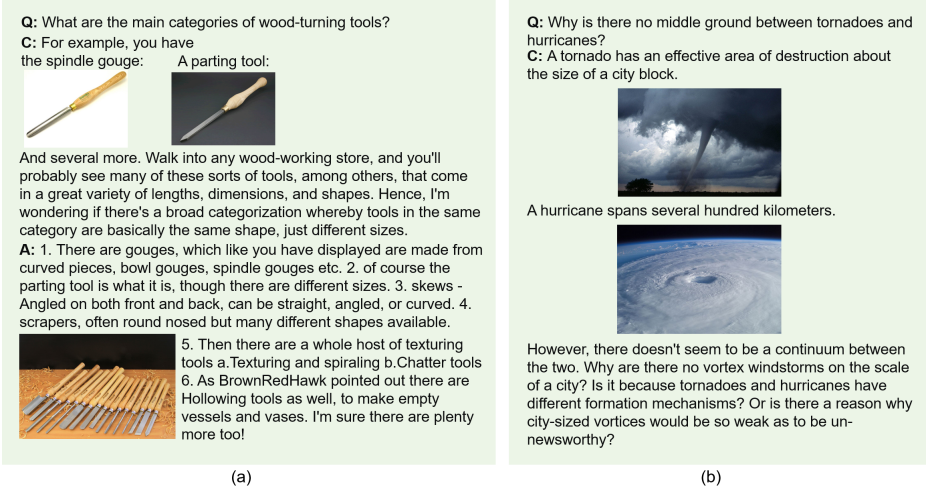 Q: What are the main categories of wood-turning tools?
C: For example, you have
the spindle gouge: A parting tool:
And several more. Walk into any wood-working store, and you'll
probably see many of these sorts of tools, among others, that come
in a great variety of lengths, dimensions, and shapes. Hence, I'm
wondering if there's a broad categorization whereby tools in the same
category are basically the same shape, just different sizes.
A: 1. There are gouges, which like you have displayed are made from
curved pieces, bowl gouges, spindle gouges etc. 2. of course the
parting tool is what it is, though there are different sizes. 3. skews -
Angled on both front and back, can be straight, angled, or curved. 4.
scrapers, often round nosed but many different shapes available.
5. Then there are a whole host of texturing
tools a.Texturing and spiraling b.Chatter tools
6. As BrownRedHawk pointed out there are
Hollowing tools as well, to make empty
vessels and vases. I'm sure there are plenty
more too!
(a)
Q: Why is there no middle ground between tornadoes and
hurricanes?
C: A tornado has an effective area of destruction about
the size of a city block.
A hurricane spans several hundred kilometers.
However, there doesn't seem to be a continuum between
the two. Why are there no vortex windstorms on the scale
of a city? Is it because tornadoes and hurricanes have
different formation mechanisms? Or is there a reason why
city-sized vortices would be so weak as to be un-
newsworthy?
(b)